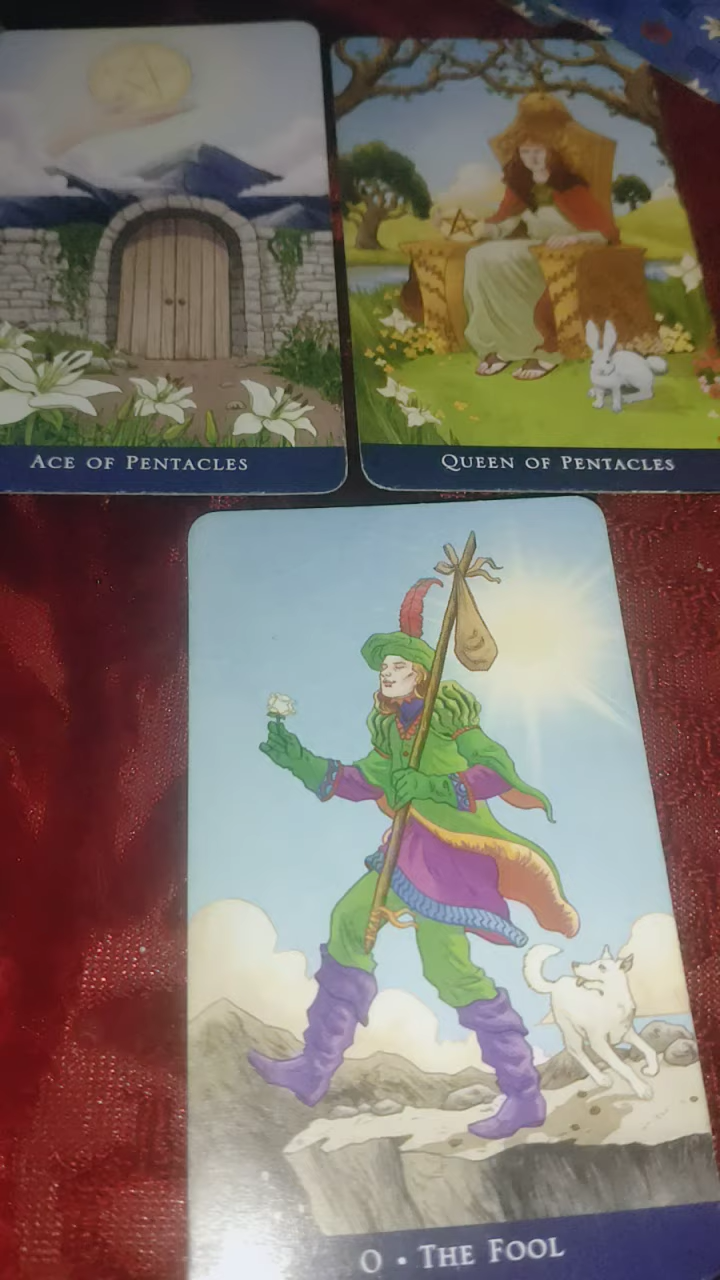 ACE OF PENTACLES
QUEEN OF PENTACLES
0 • THE FOOL